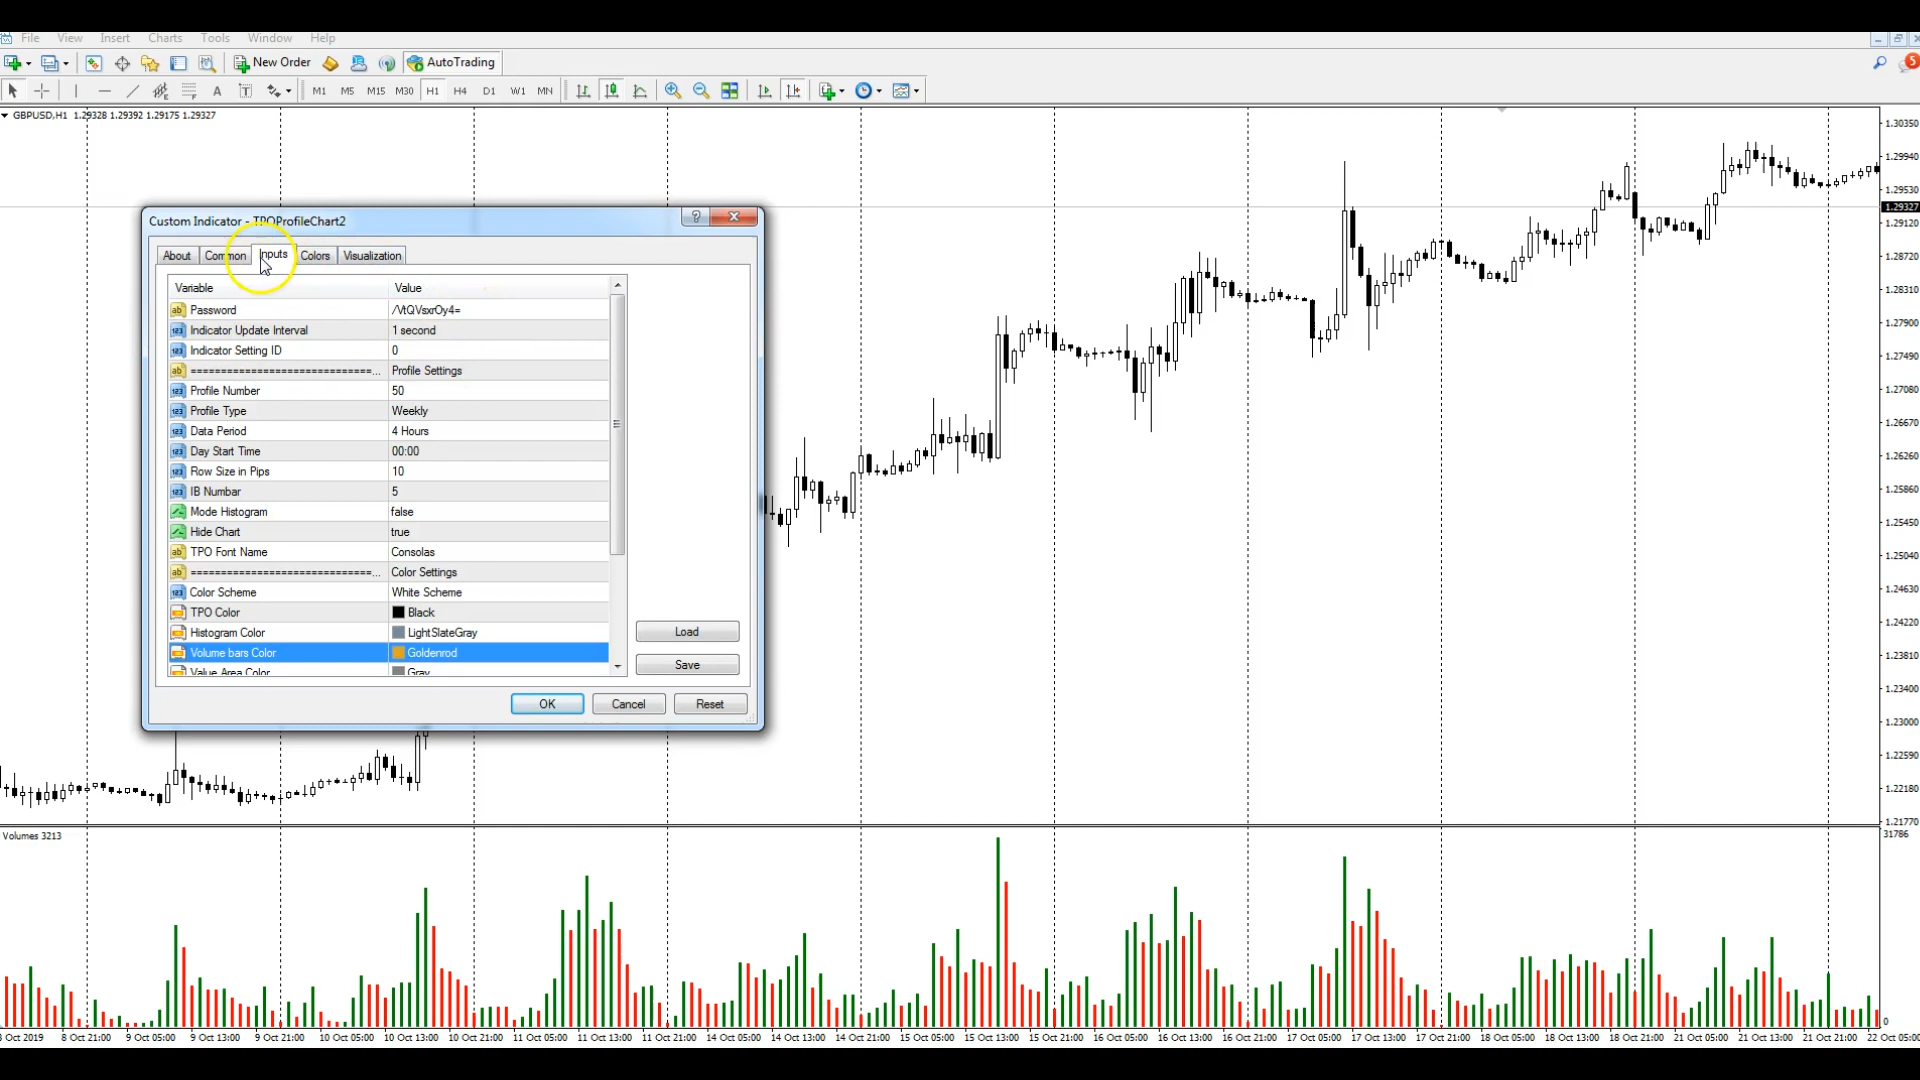 File View Insert Charts Tools Window Help
New Order AutoTrading 5
A T M1 M5 M15 M30 H1 H4 D1 W1 MN
GBPUSD,H1 1.29328 1.29392 1.29175 1.29327
1.30350
1.29940
1.29530
1.29327
1.29120
1.28720
1.28310
1.27900
1.27490
1.27080
1.26670
1.26260
1.25860
1.25450
1.25040
1.24630
1.24220
1.23810
1.23400
1.23000
1.22590
1.22180
1.21770
Custom Indicator - TPOProfileChart2
About Common Inputs Colors Visualization
Variable Value
Password /VtQVsxrOy4=
Indicator Update Interval 1 second
Indicator Setting ID 0
==============================... Profile Settings
Profile Number 50
Profile Type Weekly
Data Period 4 Hours
Day Start Time 00:00
Row Size in Pips 10
IB Numbar 5
Mode Histogram false
Hide Chart true
TPO Font Name Consolas
==============================... Color Settings
Color Scheme White Scheme
TPO Color Black
Histogram Color LightSlateGray
Volume bars Color Goldenrod
Value Area Color Gray
Load
Save
OK Cancel Reset
Volumes 3213
31786
0
8 Oct 2019 8 Oct 21:00 9 Oct 05:00 9 Oct 13:00 9 Oct 21:00 10 Oct 05:00 10 Oct 13:00 10 Oct 21:00 11 Oct 05:00 11 Oct 13:00 11 Oct 21:00 14 Oct 05:00 14 Oct 13:00 14 Oct 21:00 15 Oct 05:00 15 Oct 13:00 15 Oct 21:00 16 Oct 05:00 16 Oct 13:00 16 Oct 21:00 17 Oct 05:00 17 Oct 13:00 17 Oct 21:00 18 Oct 05:00 18 Oct 13:00 18 Oct 21:00 21 Oct 05:00 21 Oct 13:00 21 Oct 21:00 22 Oct 05:00